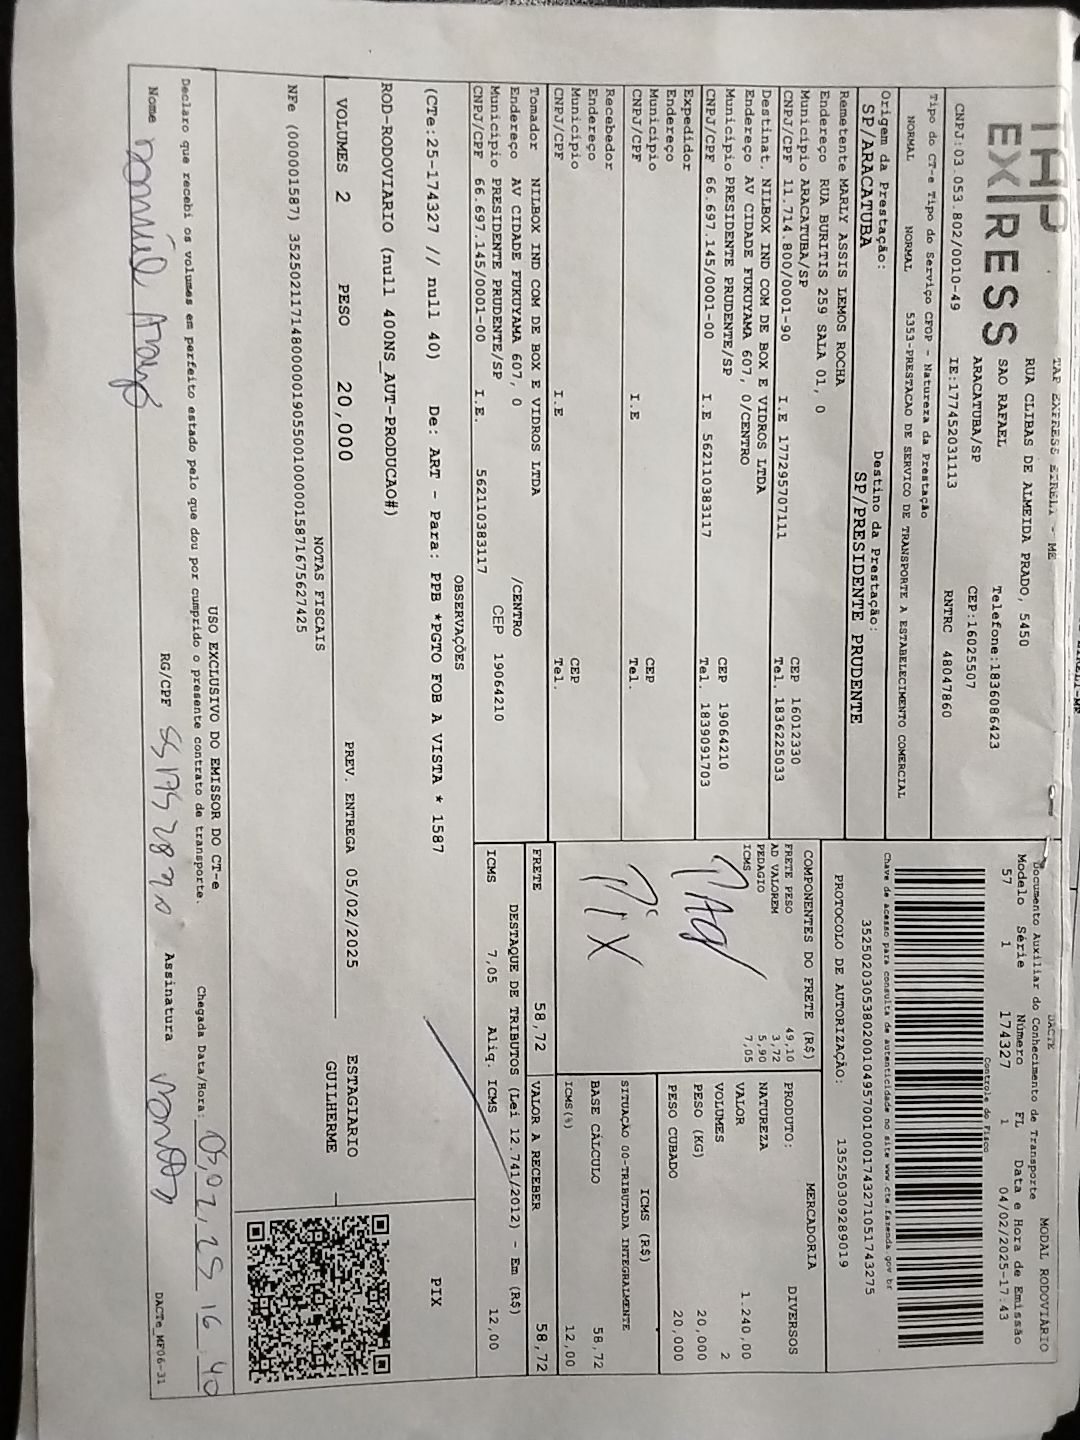 TAP EXPRESS EIRELI - ME
RUA CLIBAS DE ALMEIDA PRADO, 5450
SAO RAFAEL
Telefone:1836086423
ARACATUBA/SP
CEP:16025507
CNPJ:03.053.802/0010-49 IE:177452031113 RNTRC 48047860
EXPRESS
Tipo do CT-e Tipo do Serviço CFOP - Natureza da Prestação
NORMAL NORMAL 5353-PRESTACAO DE SERVICO DE TRANSPORTE A ESTABELECIMENTO COMERCIAL
Origem da Prestação: Destino da Prestação:
SP/ARACATUBA SP/PRESIDENTE PRUDENTE
Remetente MARLY ASSIS LEMOS ROCHA
Endereço RUA BURITIS 259 SALA 01, 0
Município ARACATUBA/SP CEP 16012330
CNPJ/CPF 11.714.800/0001-90 I.E 177295707111 Tel. 1836225033
Destinat. NILBOX IND COM DE BOX E VIDROS LTDA
Endereço AV CIDADE FUKUYAMA 607, 0/CENTRO
Município PRESIDENTE PRUDENTE/SP CEP 19064210
CNPJ/CPF 66.697.145/0001-00 I.E 562110383117 Tel. 1839091703
Expedidor
Endereço
Município CEP
CNPJ/CPF I.E Tel.
Recebedor
Endereço
Município CEP
CNPJ/CPF I.E Tel.
Tomador NILBOX IND COM DE BOX E VIDROS LTDA
Endereço AV CIDADE FUKUYAMA 607, 0 /CENTRO
Município PRESIDENTE PRUDENTE/SP CEP 19064210
CNPJ/CPF 66.697.145/0001-00 I.E. 562110383117
DACTE MODAL RODOVIARIO
Documento Auxiliar do Conhecimento de Transporte
Modelo Série Número FL Data e Hora de Emissão
57 1 174327 1 04/02/2025-17:43
Controle do Fisco
Chave de acesso para consulta de autenticidade no site www.cte.fazenda.gov.br
35250203053802001049570010001743271051743275
PROTOCOLO DE AUTORIZAÇÃO: 135250309289019
COMPONENTES DO FRETE (R$)
FRETE PESO 49,10
AD VALOREM 3,72
PEDAGIO 5,90
ICMS 7,05
PAG
PiX
MERCADORIA
PRODUTO: DIVERSOS
NATUREZA
VALOR 1.240,00
VOLUMES 2
PESO (KG) 20,000
PESO CUBADO 20,000
ICMS (R$)
SITUAÇÃO 00-TRIBUTADA INTEGRALMENTE
BASE CÁLCULO 58,72
ICMS(%) 12,00
FRETE 58,72 VALOR A RECEBER 58,72
DESTAQUE DE TRIBUTOS (Lei 12.741/2012) - Em (R$)
ICMS 7,05 Aliq. ICMS 12,00
OBSERVAÇÕES
(CTe:25-174327 // null 40) De: ART - Para: PPB *PGTO FOB A VISTA * 1587
PIX
ROD-RODOVIARIO (null 400NS_AUT-PRODUCAO#)
VOLUMES 2 PESO 20,000 PREV. ENTREGA 05/02/2025
ESTAGIARIO
GUILHERME
NOTAS FISCAIS
NFe (000001587) 35250211714800000190550010000015871675627425
USO EXCLUSIVO DO EMISSOR DO CT-e
Declaro que recebi os volumes em perfeito estado pelo que dou por cumprido o presente contrato de transporte. Chegada Data/Hora: 05,02,25 16 40
Nome RG/CPF Assinatura
DACTe_MF06-31